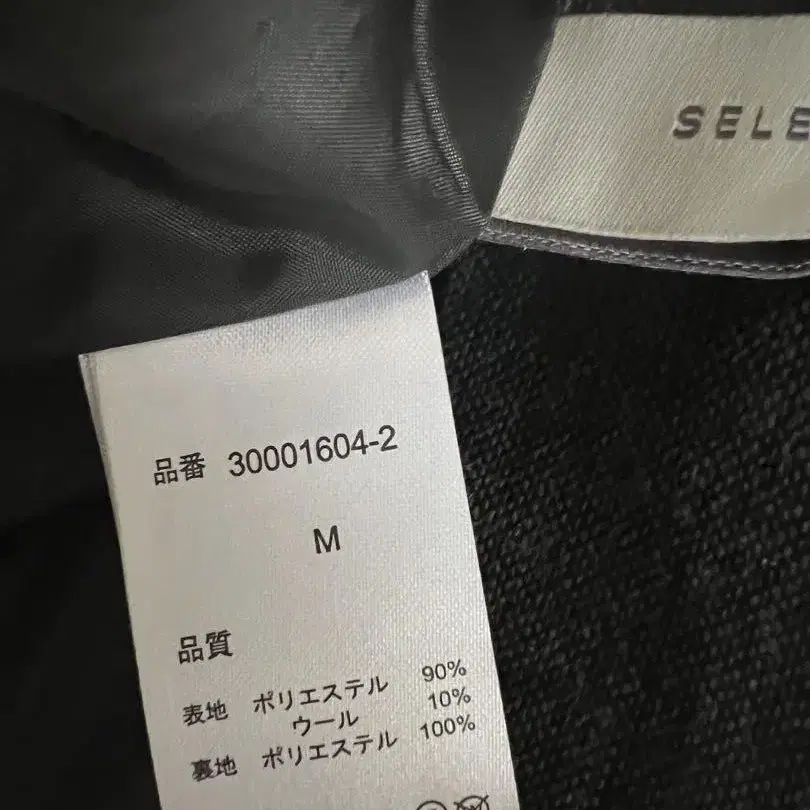 SELE
品番 30001604-2
M
品質
表地 ポリエステル 90%
ウール 10%
裏地 ポリエステル 100%